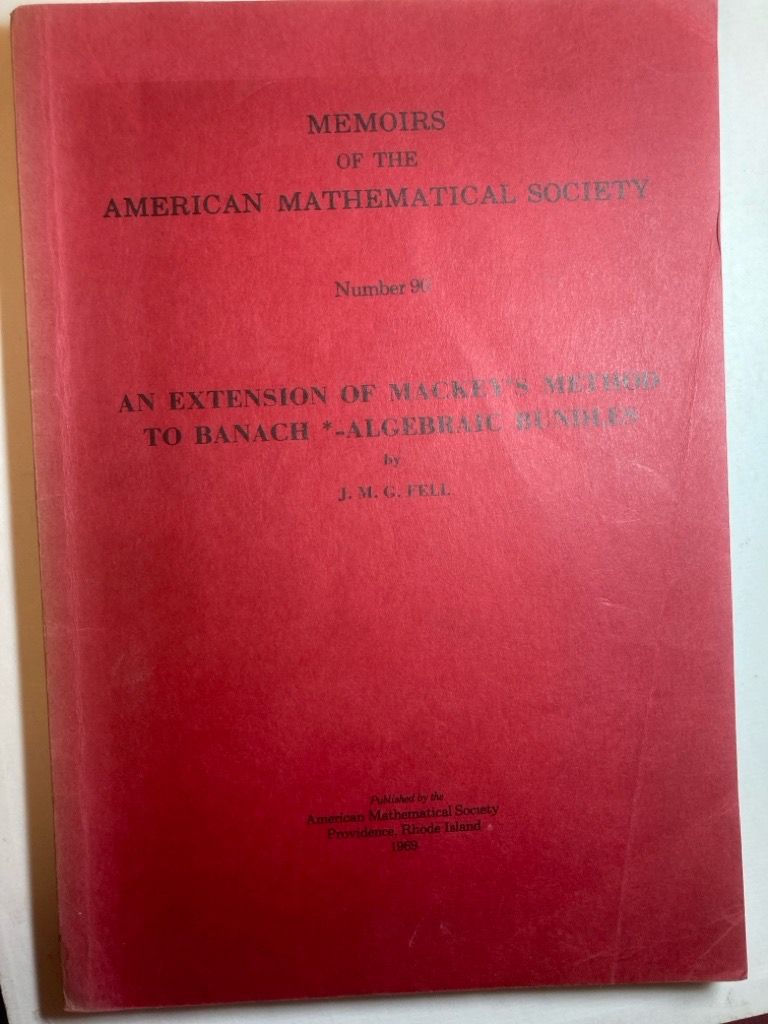 MEMOIRS
OF THE
AMERICAN MATHEMATICAL SOCIETY
Number 90
AN EXTENSION OF MACKEY'S METHOD
TO BANACH *-ALGEBRAIC BUNDLES
by
J. M. G. FELL
Published by the
American Mathematical Society
Providence, Rhode Island
1969